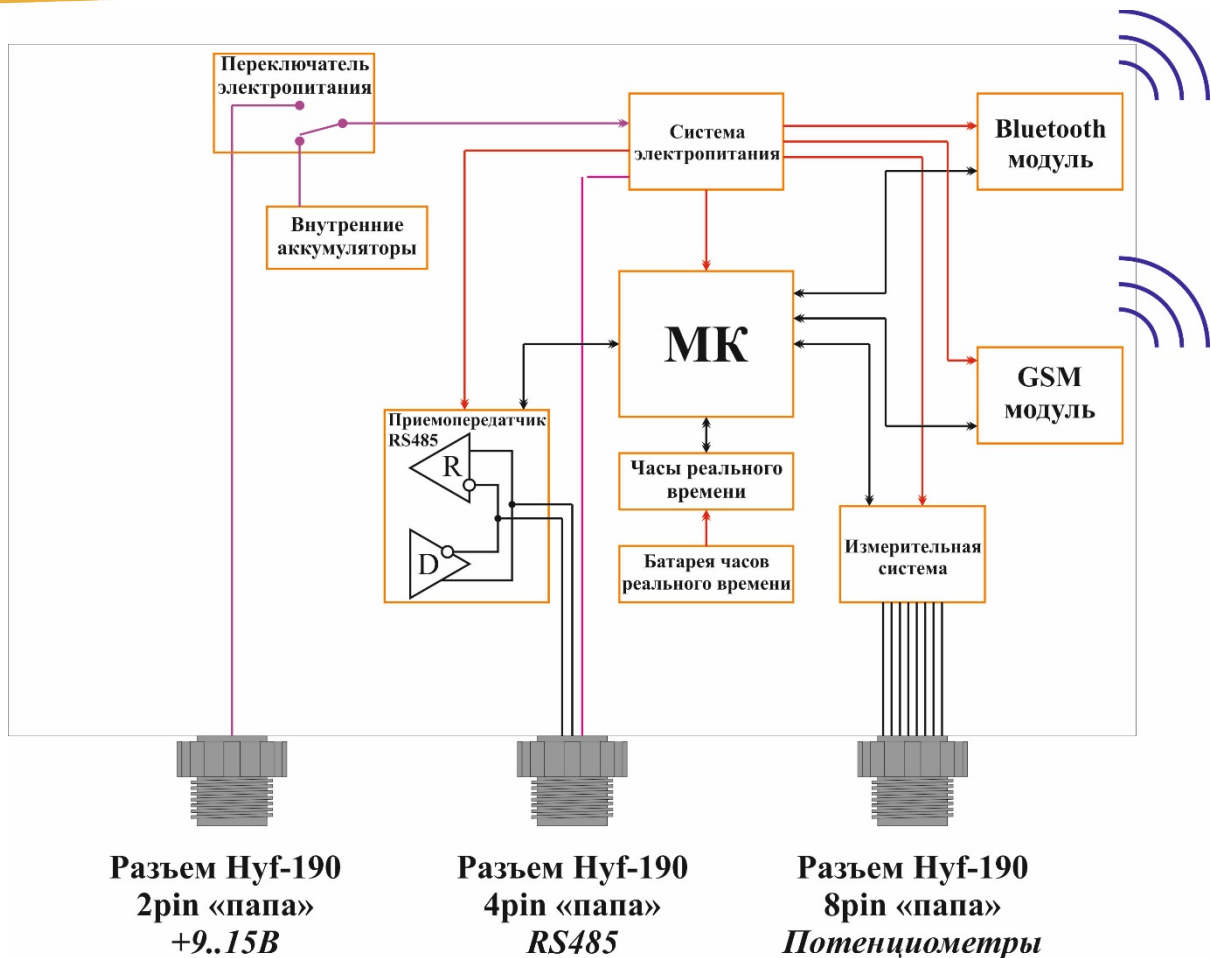 Переключатель
электропитания
Система
электропитания
Bluetooth
модуль
Внутренние
аккумуляторы
МК
GSM
модуль
Приемопередатчик
RS485
R
D
Часы реального
времени
Батарея часов
реального времени
Измерительная
система
Разъем Hyf-190
2pin «папа»
+9..15В
Разъем Hyf-190
4pin «папа»
RS485
Разъем Hyf-190
8pin «папа»
Потенциометры